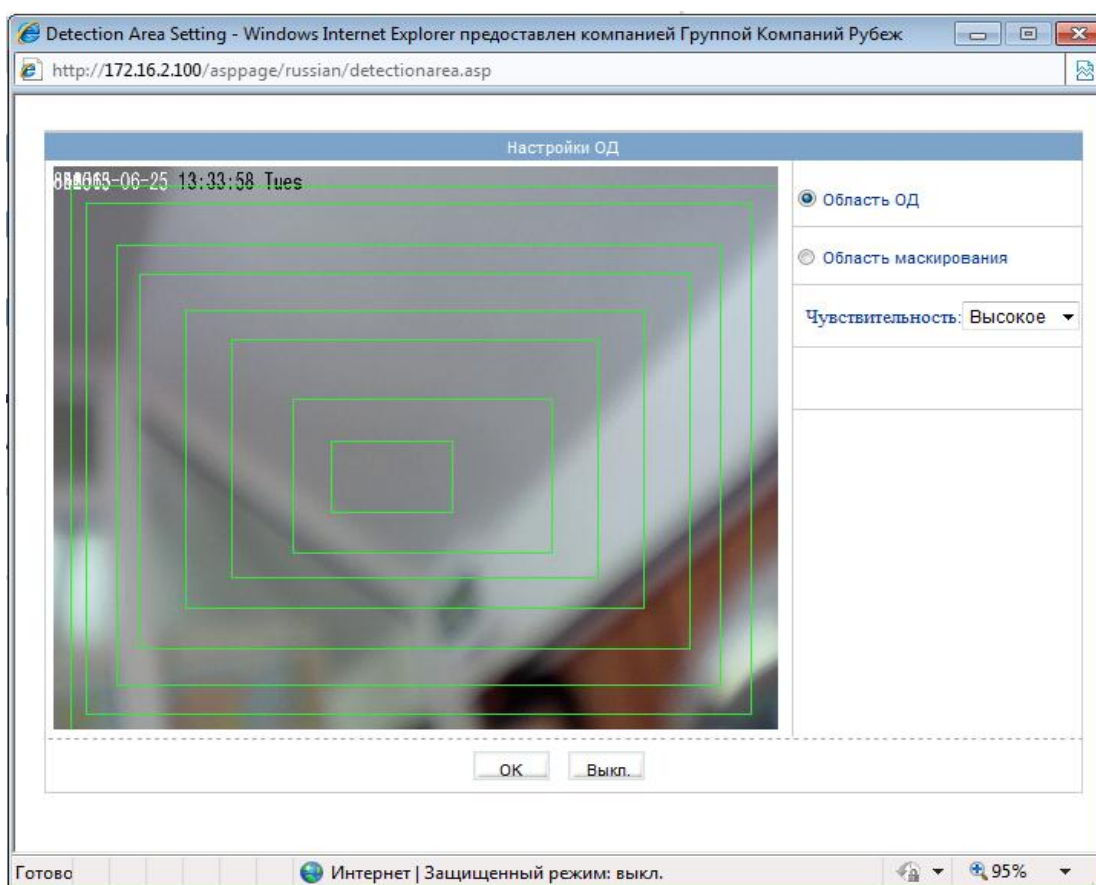 Detection Area Setting - Windows Internet Explorer предоставлен компанией Группой Компаний Рубеж
http://172.16.2.100/asppage/russian/detectionarea.asp
Настройки ОД
-06-25 13:33:58 Tues
Область ОД
Область маскирования
Чувствительность: Высокое
OK Выкл.
Готово Интернет | Защищенный режим: выкл. 95%